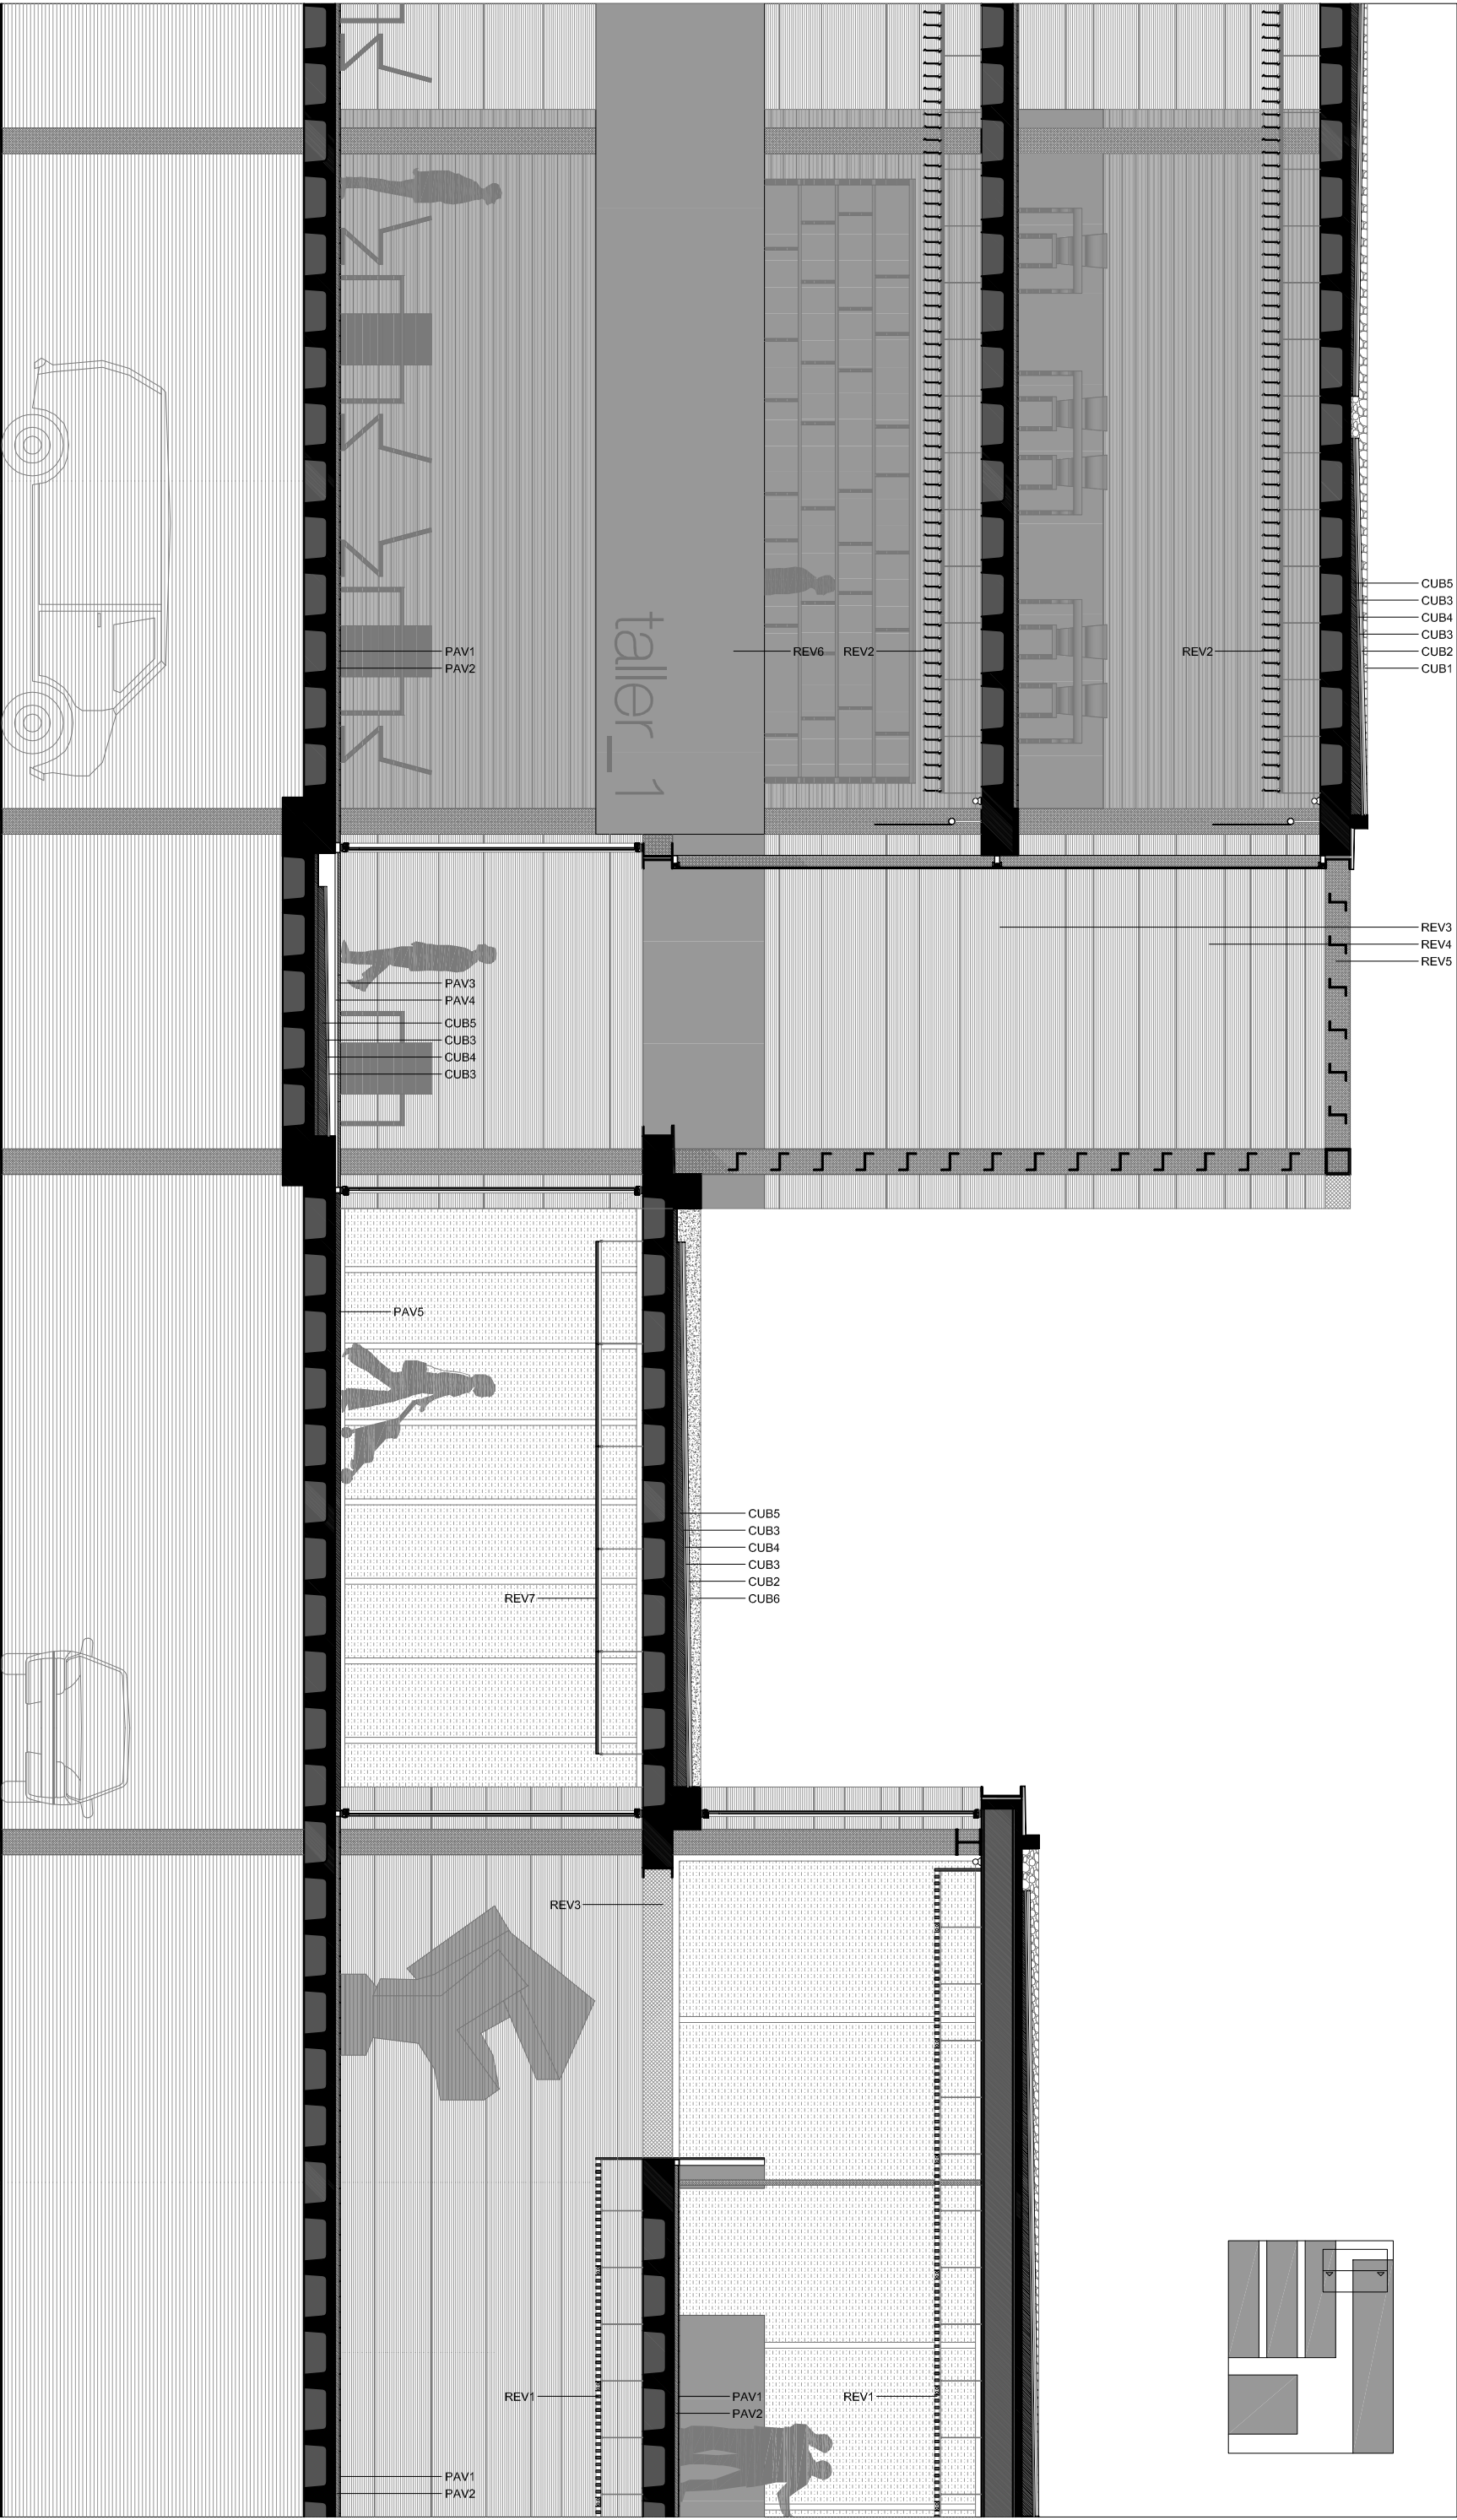 CUB5
CUB3
CUB4
CUB3
CUB2
CUB1
PAV1
PAV2
taller_1
REV6
REV2
REV2
REV3
REV4
REV5
PAV3
PAV4
CUB5
CUB3
CUB4
CUB3
PAV5
CUB5
CUB3
CUB4
CUB3
CUB2
CUB6
REV7
REV3
REV1
PAV1
PAV2
REV1
PAV1
PAV2